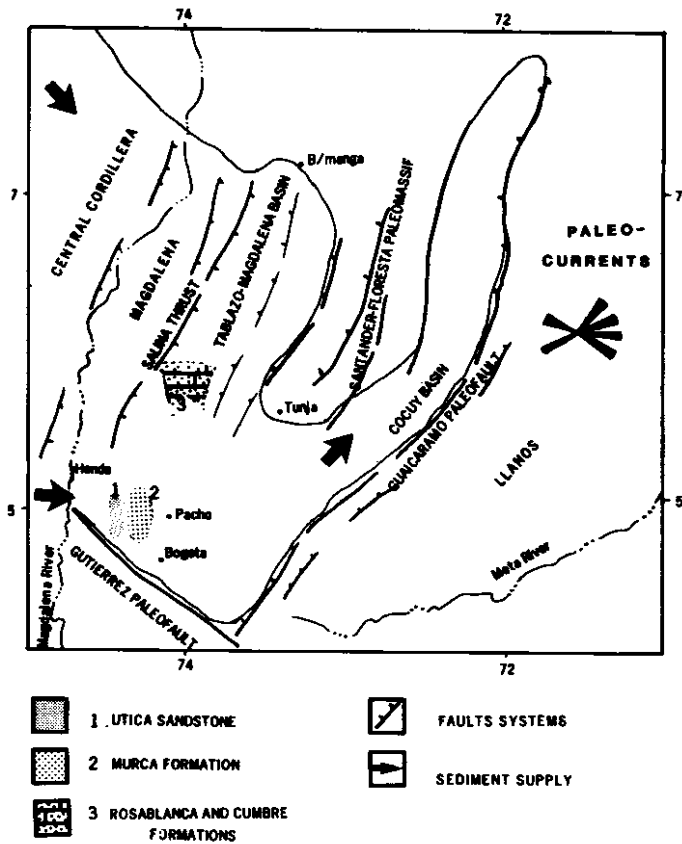 74
72
B/manga
7
7
CENTRAL CORDILLERA
MAGDALENA
SALINA THRUST
TABLAZO-MAGDALENA BASIN
SANTANDER-FLORESTA PALEOMASSIF
PALEO-
CURRENTS
3
Tunja
COCUY BASIN
GUAICARAMO PALEOFAULT
LLANOS
Honda
1
2
5
5
Pacho
Bogota
Magdalena River
GUTIERREZ PALEOFAULT
Meta River
74
72
1 . UTICA SANDSTONE
2 MURCA FORMATION
3 ROSABLANCA AND CUMBRE
FORMATIONS
FAULTS SYSTEMS
SEDIMENT SUPPLY